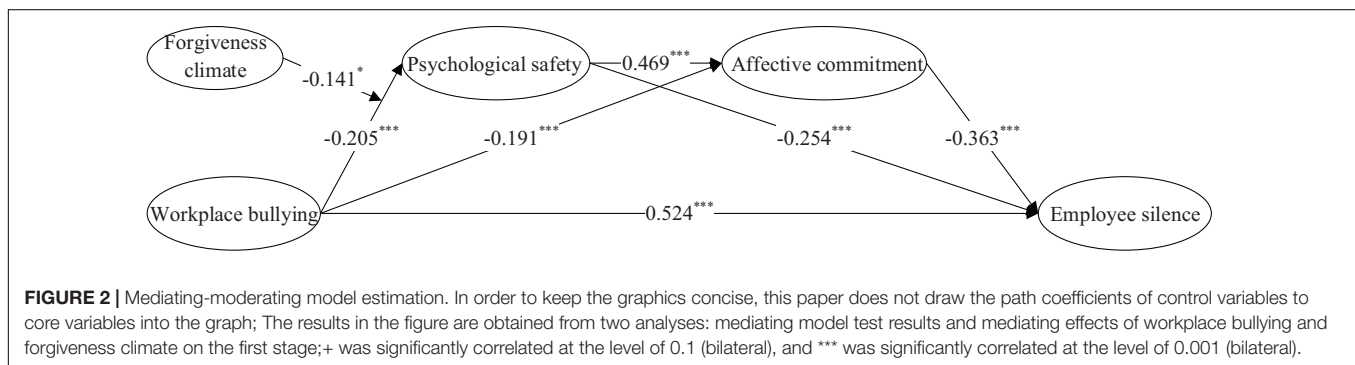 Forgiveness
climate
Psychological safety
0.469***
Affective commitment
-0.141*
-0.205***
-0.191***
-0.254***
-0.363***
Workplace bullying
0.524***
Employee silence
FIGURE 2 | Mediating-moderating model estimation. In order to keep the graphics concise, this paper does not draw the path coefficients of control variables to
core variables into the graph; The results in the figure are obtained from two analyses: mediating model test results and mediating effects of workplace bullying and
forgiveness climate on the first stage;+ was significantly correlated at the level of 0.1 (bilateral), and *** was significantly correlated at the level of 0.001 (bilateral).